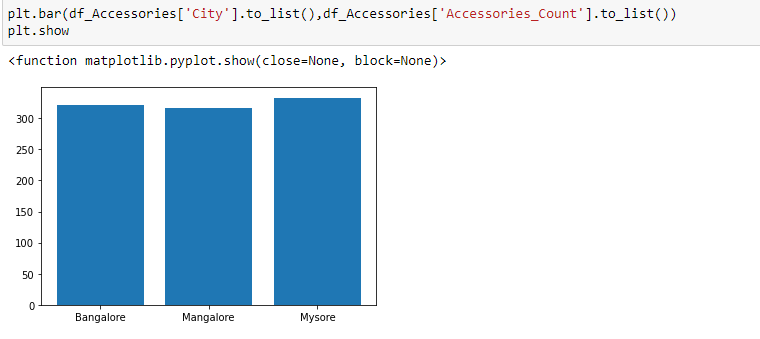 plt.bar(df_Accessories['City'].to_list(),df_Accessories['Accessories_Count'].to_list())
plt.show
<function matplotlib.pyplot.show(close=None, block=None)>
300
250
200
150
100
50
0
Bangalore Mangalore Mysore